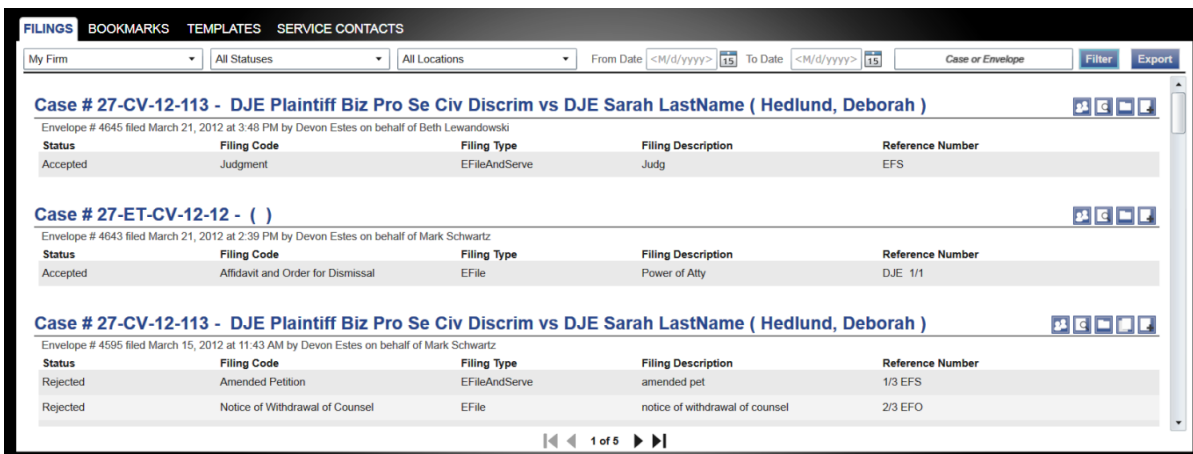 FILINGS BOOKMARKS TEMPLATES SERVICE CONTACTS
My Firm All Statuses All Locations From Date <M/d/yyyy> 15 To Date <M/d/yyyy> 15 Case or Envelope Filter Export
Case # 27-CV-12-113 - DJE Plaintiff Biz Pro Se Civ Discrim vs DJE Sarah LastName ( Hedlund, Deborah )
Envelope # 4645 filed March 21, 2012 at 3:48 PM by Devon Estes on behalf of Beth Lewandowski
Status Filing Code Filing Type Filing Description Reference Number
Accepted Judgment EFileAndServe Judg EFS
Case # 27-ET-CV-12-12 - ( )
Envelope # 4643 filed March 21, 2012 at 2:39 PM by Devon Estes on behalf of Mark Schwartz
Status Filing Code Filing Type Filing Description Reference Number
Accepted Affidavit and Order for Dismissal EFile Power of Atty DJE 1/1
Case # 27-CV-12-113 - DJE Plaintiff Biz Pro Se Civ Discrim vs DJE Sarah LastName ( Hedlund, Deborah )
Envelope # 4595 filed March 15, 2012 at 11:43 AM by Devon Estes on behalf of Mark Schwartz
Status Filing Code Filing Type Filing Description Reference Number
Rejected Amended Petition EFileAndServe amended pet 1/3 EFS
Rejected Notice of Withdrawal of Counsel EFile notice of withdrawal of counsel 2/3 EFO
1 of 5